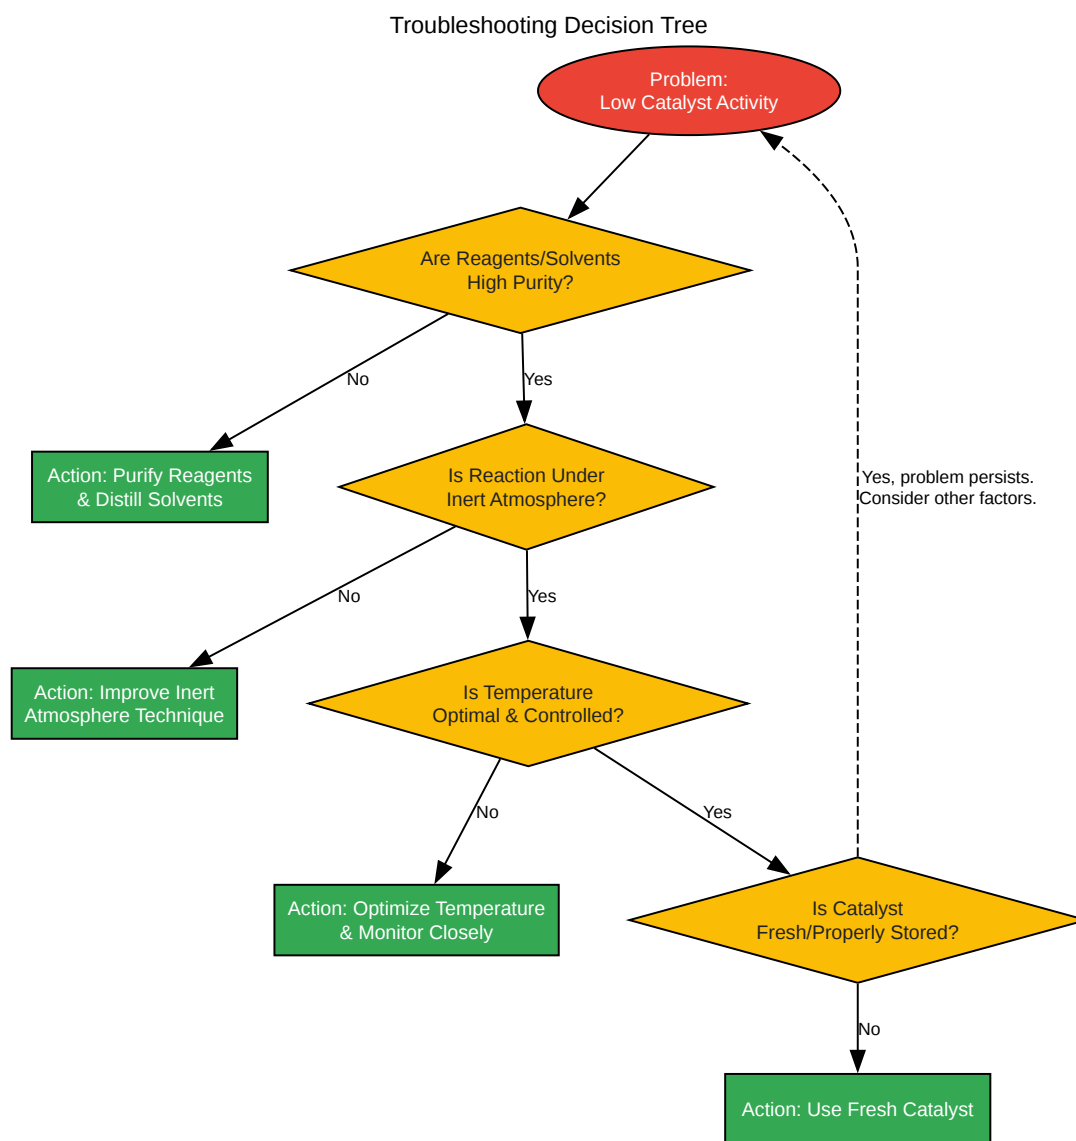 Troubleshooting Decision Tree
Problem:
Low Catalyst Activity
Are Reagents/Solvents
High Purity?
No
Yes
Action: Purify Reagents
& Distill Solvents
Is Reaction Under
Inert Atmosphere?
Yes, problem persists.
Consider other factors.
No
Yes
Action: Improve Inert
Atmosphere Technique
Is Temperature
Optimal & Controlled?
No
Yes
Action: Optimize Temperature
& Monitor Closely
Is Catalyst
Fresh/Properly Stored?
No
Action: Use Fresh Catalyst